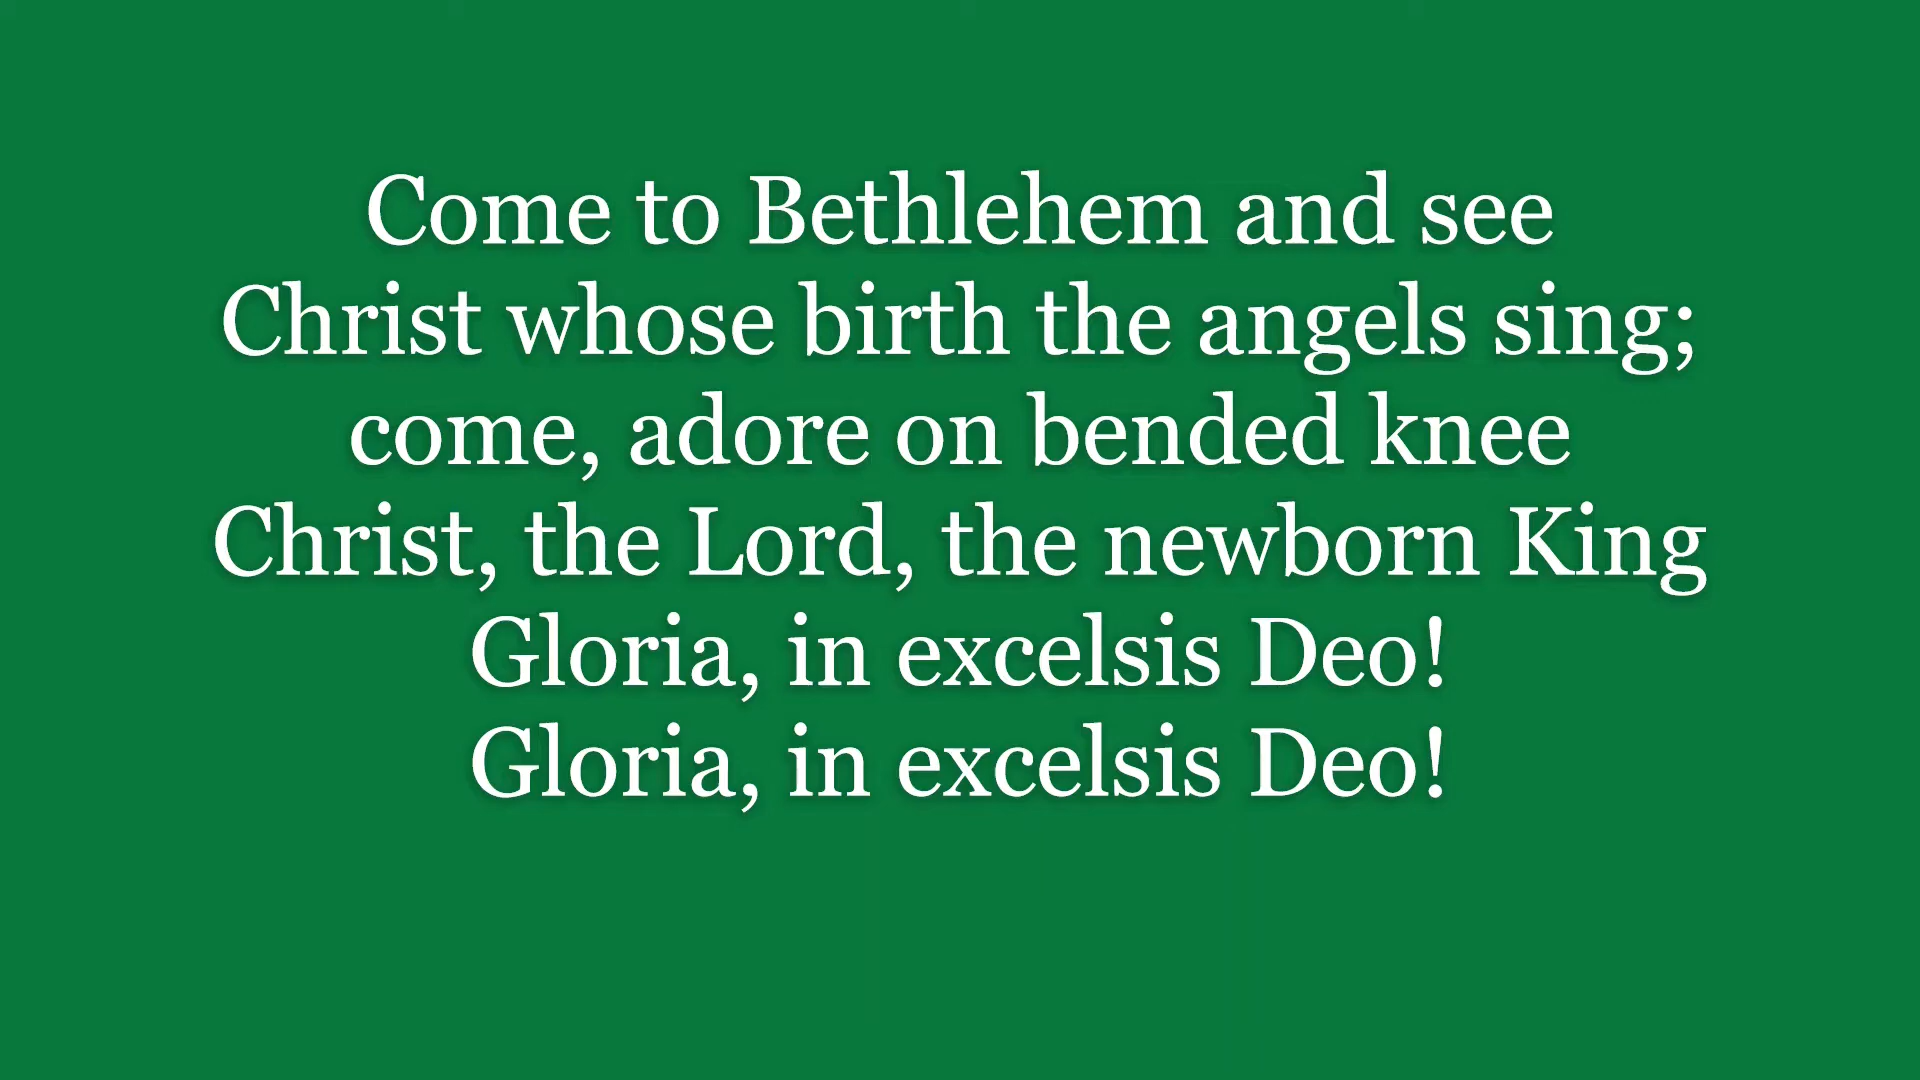 Come to Bethlehem and see
Christ whose birth the angels sing;
come, adore on bended knee
Christ, the Lord, the newborn King
Gloria, in excelsis Deo!
Gloria, in excelsis Deo!